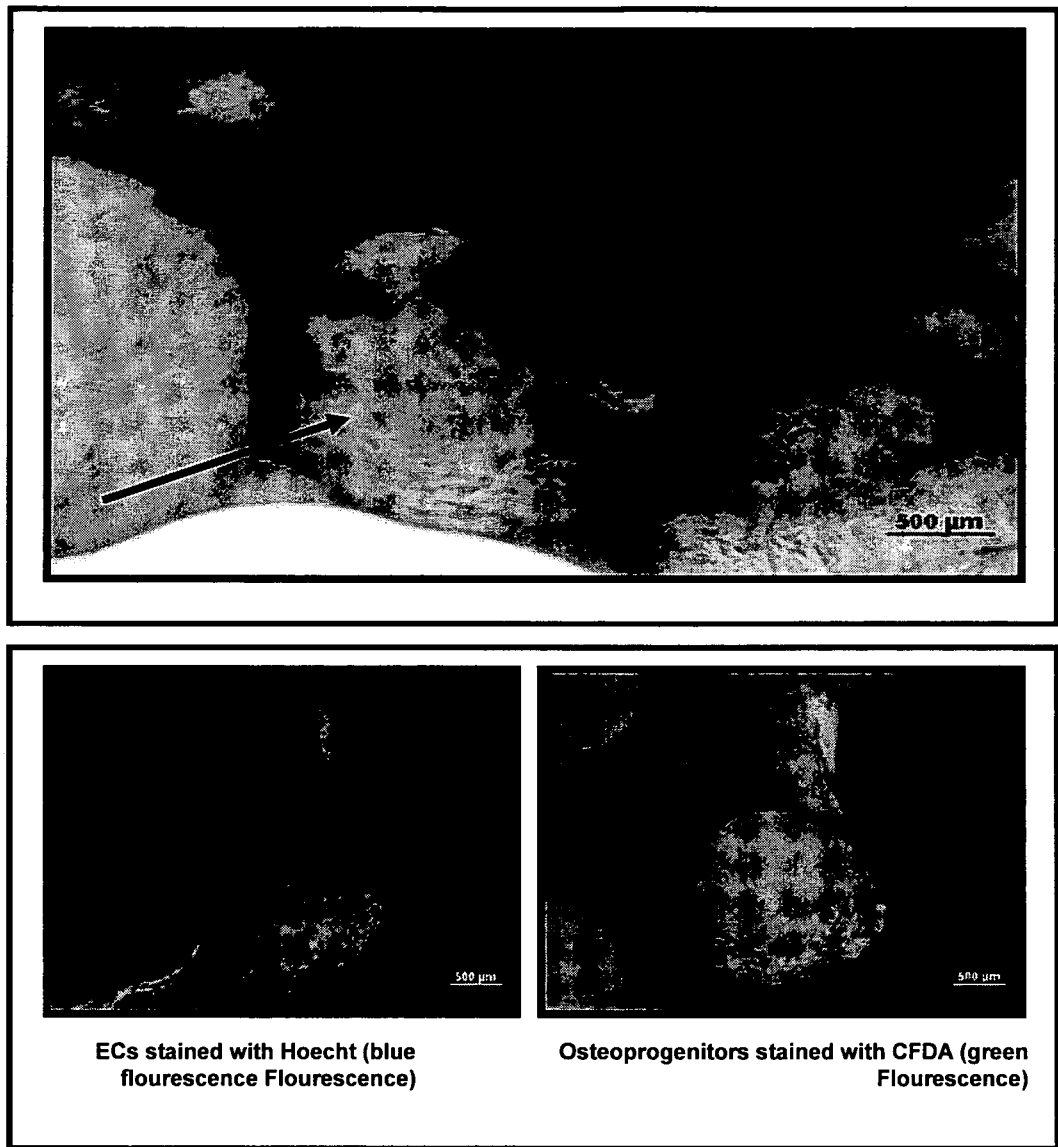 500 µm
500 µm
500 µm
ECs stained with Hoecht (blue
flourescence Flourescence)
Osteoprogenitors stained with CFDA (green
Flourescence)